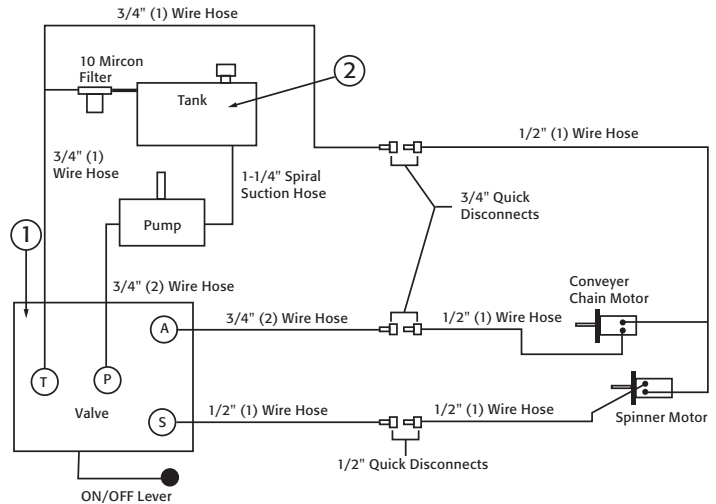 3/4" (1) Wire Hose
10 Mircon
Filter
Tank
2
1/2" (1) Wire Hose
3/4" (1)
Wire Hose
1-1/4" Spiral
Suction Hose
3/4" Quick
Disconnects
Pump
1
3/4" (2) Wire Hose
Conveyer
Chain Motor
A
3/4" (2) Wire Hose
1/2" (1) Wire Hose
T
P
Valve
S
1/2" (1) Wire Hose
1/2" (1) Wire Hose
Spinner Motor
1/2" Quick Disconnects
ON/OFF Lever